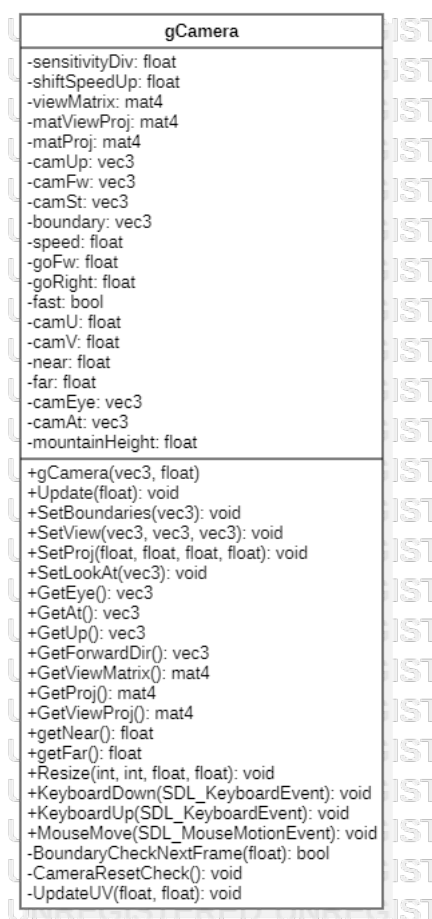 gCamera
-sensitivityDiv: float
-shiftSpeedUp: float
-viewMatrix: mat4
-matViewProj: mat4
-matProj: mat4
-camUp: vec3
-camFw: vec3
-camSt: vec3
-boundary: vec3
-speed: float
-goFw: float
-goRight: float
-fast: bool
-camU: float
-camV: float
-near: float
-far: float
-camEye: vec3
-camAt: vec3
-mountainHeight: float
+gCamera(vec3, float)
+Update(float): void
+SetBoundaries(vec3): void
+SetView(vec3, vec3, vec3): void
+SetProj(float, float, float, float): void
+SetLookAt(vec3): void
+GetEye(): vec3
+GetAt(): vec3
+GetUp(): vec3
+GetForwardDir(): vec3
+GetViewMatrix(): mat4
+GetProj(): mat4
+GetViewProj(): mat4
+getNear(): float
+getFar(): float
+Resize(int, int, float, float): void
+KeyboardDown(SDL_KeyboardEvent): void
+KeyboardUp(SDL_KeyboardEvent): void
+MouseMove(SDL_MouseMotionEvent): void
-BoundaryCheckNextFrame(float): bool
-CameraResetCheck(): void
-UpdateUV(float, float): void